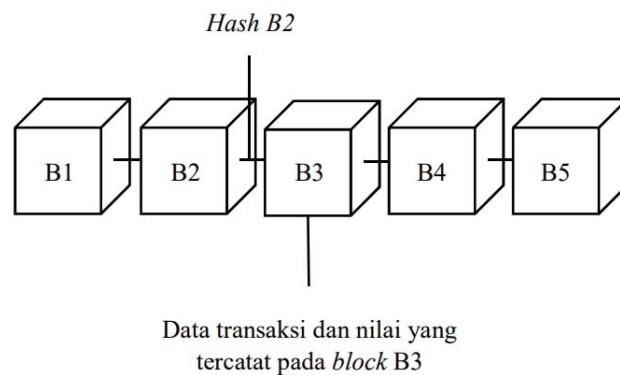 Hash B2
B1 B2 B3 B4 B5
Data transaksi dan nilai yang
tercatat pada block B3